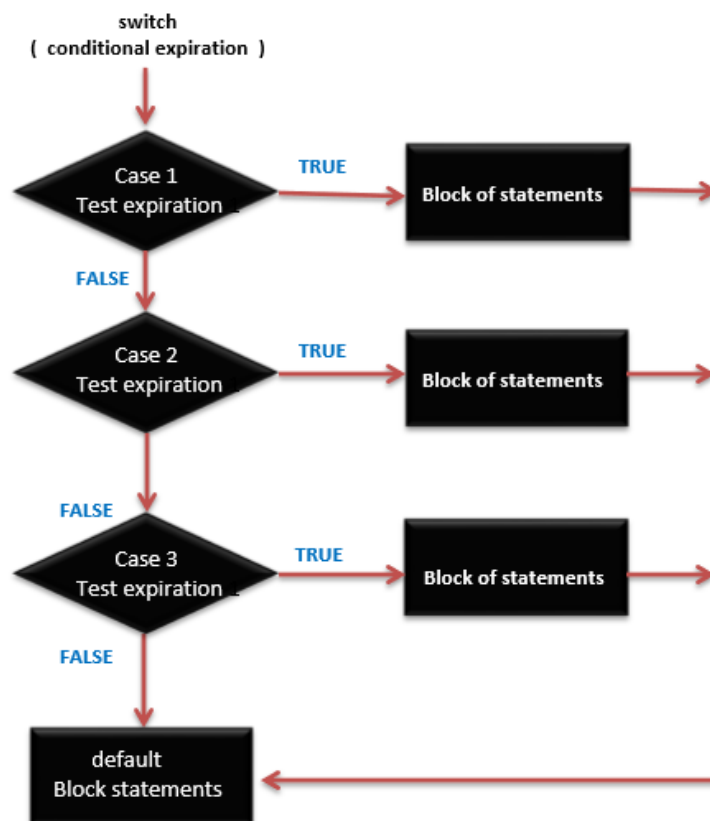 switch
( conditional expiration )
Case 1
Test expiration 1
TRUE
Block of statements
FALSE
Case 2
Test expiration
TRUE
Block of statements
FALSE
Case 3
Test expiration
TRUE
Block of statements
FALSE
default
Block statements